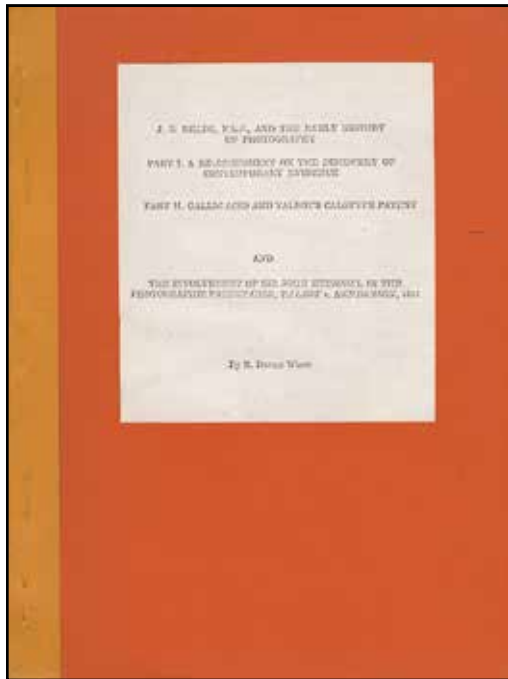 J. B. READE, F.R.S., AND THE EARLY HISTORY
OF PHOTOGRAPHY
PART I. A RE-ASSESSMENT ON THE DISCOVERY OF
CONTEMPORARY EVIDENCE
PART II. GALLIC ACID AND TALBOT'S CALOTYPE PATENT
AND
THE INVOLVEMENT OF SIR JOHN HERSCHEL IN THE
PHOTOGRAPHIC PATENT CASE, TALBOT v. HENDERSON, 1854
By R. Derek Wood